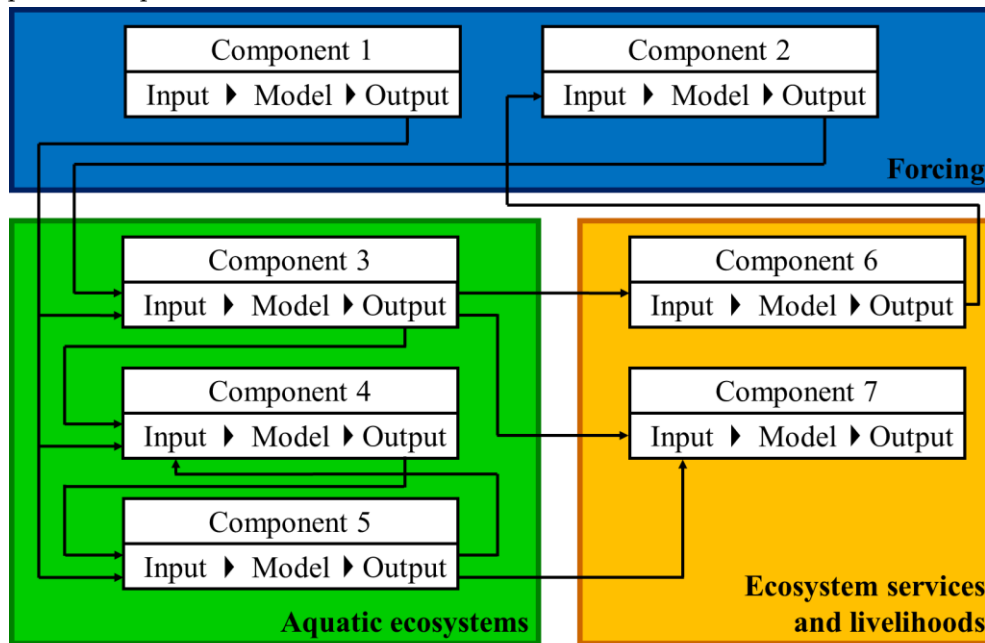 Component 1
Input ▶ Model ▶ Output
Component 2
Input ▶ Model ▶ Output
Forcing
Component 3
Input ▶ Model ▶ Output
Component 4
Input ▶ Model ▶ Output
Component 5
Input ▶ Model ▶ Output
Aquatic ecosystems
Component 6
Input ▶ Model ▶ Output
Component 7
Input ▶ Model ▶ Output
Ecosystem services
and livelihoods